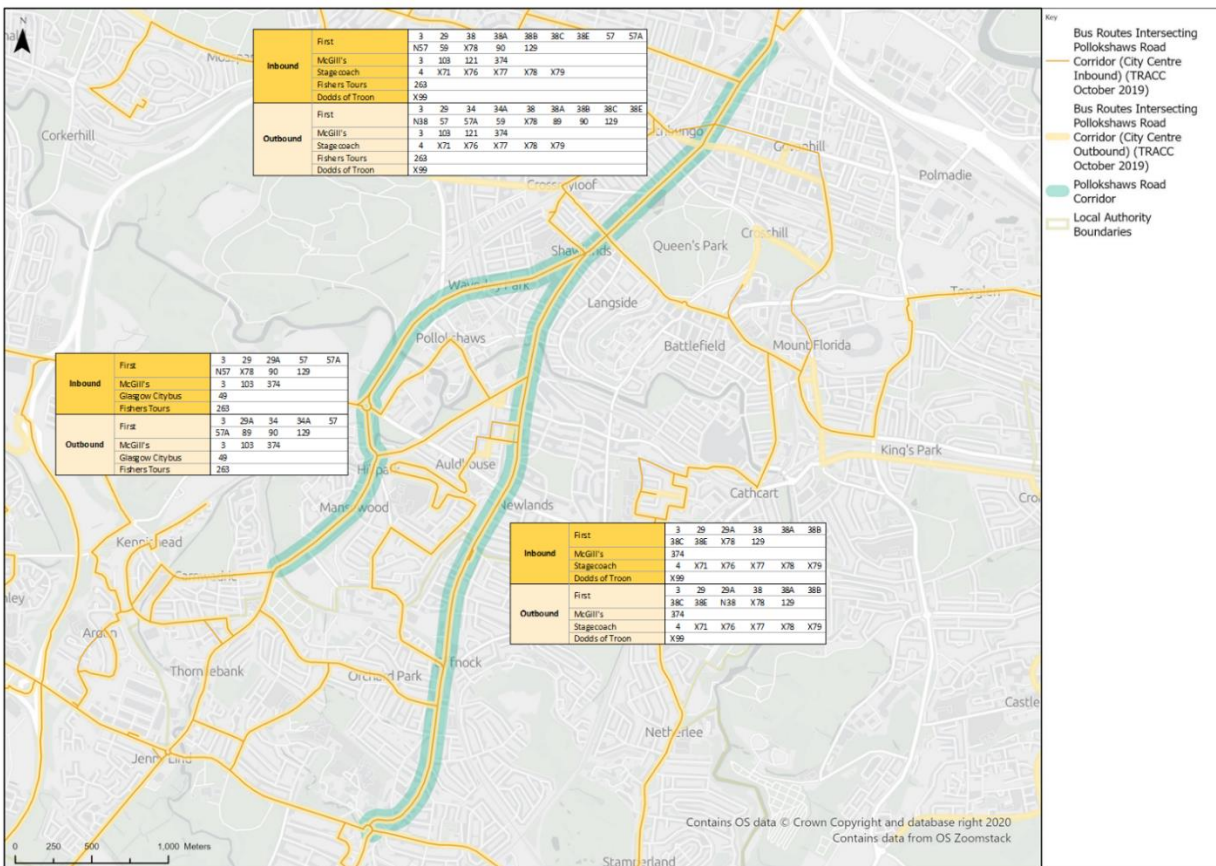 N
Key
Bus Routes Intersecting
Pollokshaws Road
Corridor (City Centre
Inbound) (TRACC
October 2019)
Bus Routes Intersecting
Pollokshaws Road
Corridor (City Centre
Outbound) (TRACC
October 2019)
Pollokshaws Road
Corridor
Local Authority
Boundaries
Inbound
First 3 29 38 38A 38B 38C 38E 57 57A
N57 59 X78 90 129
McGill's 3 103 121 374
Stagecoach 4 X71 X76 X77 X78 X79
Fishers Tours 263
Dodds of Troon X99
Outbound
First 3 29 34 34A 38 38A 38B 38C 38E
N38 57 57A 59 X78 89 90 129
McGill's 3 103 121 374
Stagecoach 4 X71 X76 X77 X78 X79
Fishers Tours 263
Dodds of Troon X99
Corkerhill
Polmadie
Crosshill
Queen's Park
Shawlands
Langside
Pollokshaws
Battlefield
Mount Florida
Inbound
First 3 29 29A 57 57A
N57 X78 90 129
McGill's 3 103 374
Glasgow Citybus 49
Fishers Tours 263
Outbound
First 3 29A 34 34A 57
57A 89 90 129
McGill's 3 103 374
Glasgow Citybus 49
Fishers Tours 263
King's Park
Auldhouse
Cathcart
Newlands
Kennishead
Inbound
First 3 29 29A 38 38A 38B
38C 38E X78 129
McGill's 374
Stagecoach 4 X71 X76 X77 X78 X79
Dodds of Troon X99
Outbound
First 3 29 29A 38 38A 38B
38C 38E N38 X78 129
McGill's 374
Stagecoach 4 X71 X76 X77 X78 X79
Dodds of Troon X99
Arden
Thornliebank
Orchard Park
Netherlee
Jenny Lind
Stamperland
Contains OS data © Crown Copyright and database right 2020
Contains data from OS Zoomstack
0 250 500 1,000 Meters